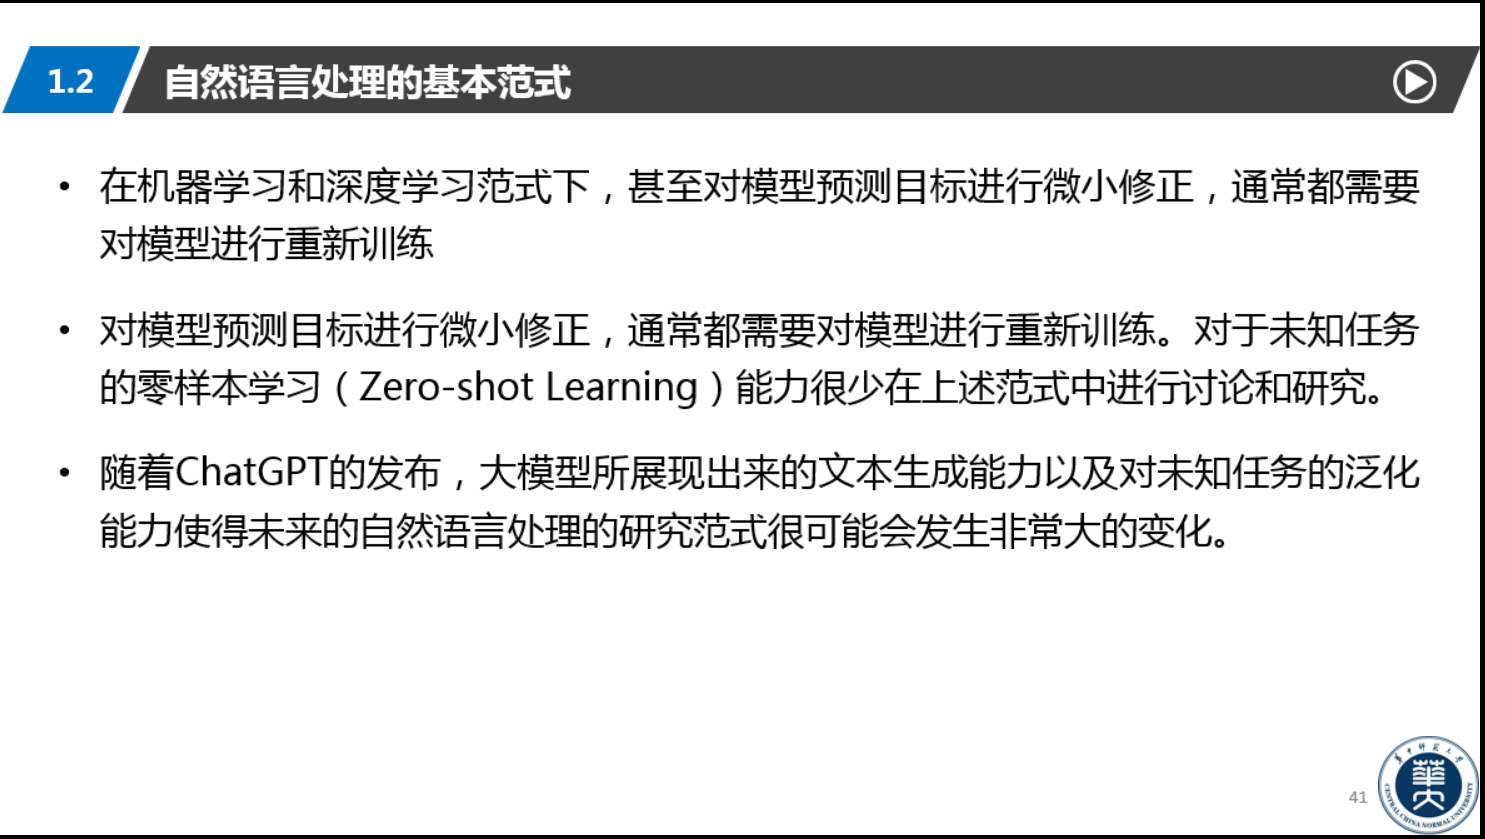 1.2 自然语言处理的基本范式
• 在机器学习和深度学习范式下，甚至对模型预测目标进行微小修正，通常都需要
对模型进行重新训练
• 对模型预测目标进行微小修正，通常都需要对模型进行重新训练。对于未知任务
的零样本学习（Zero-shot Learning）能力很少在上述范式中进行讨论和研究。
• 随着ChatGPT的发布，大模型所展现出来的文本生成能力以及对未知任务的泛化
能力使得未来的自然语言处理的研究范式很可能会发生非常大的变化。
41
华中师范大学
CENTRAL CHINA NORMAL UNIVERSITY